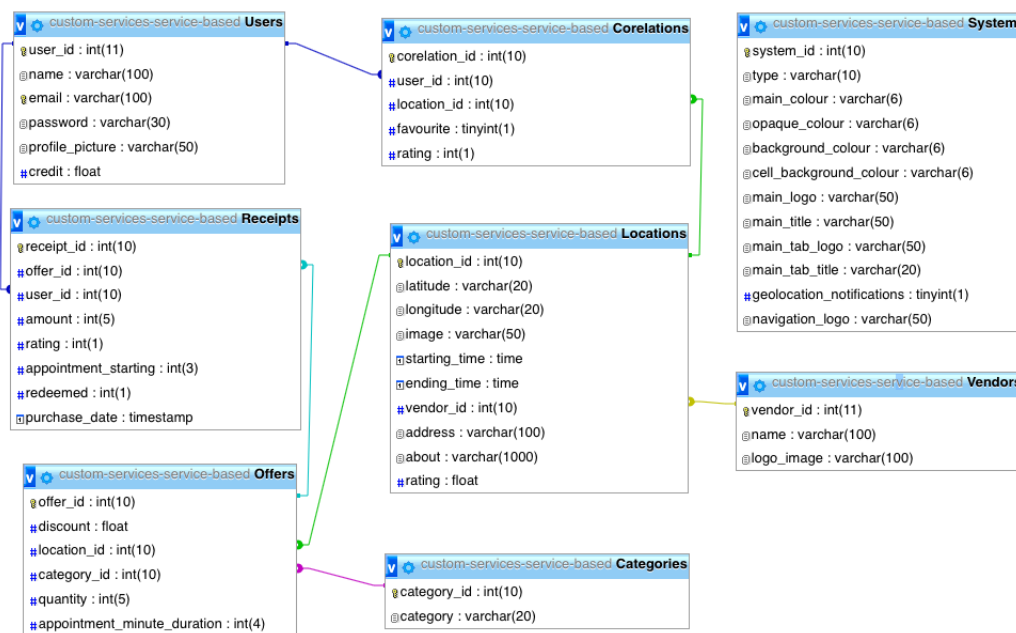 custom-services-service-based Users
user_id : int(11)
name : varchar(100)
email : varchar(100)
password : varchar(30)
profile_picture : varchar(50)
#credit : float
custom-services-service-based Corelations
corelation_id : int(10)
#user_id : int(10)
#location_id : int(10)
#favourite : tinyint(1)
#rating : int(1)
custom-services-service-based System
system_id : int(10)
type : varchar(10)
main_colour : varchar(6)
opaque_colour : varchar(6)
background_colour : varchar(6)
cell_background_colour : varchar(6)
main_logo : varchar(50)
main_title : varchar(50)
main_tab_logo : varchar(50)
main_tab_title : varchar(20)
#geolocation_notifications : tinyint(1)
navigation_logo : varchar(50)
custom-services-service-based Receipts
receipt_id : int(10)
#offer_id : int(10)
#user_id : int(10)
#amount : int(5)
#rating : int(1)
#appointment_starting : int(3)
#redeemed : int(1)
purchase_date : timestamp
custom-services-service-based Locations
location_id : int(10)
latitude : varchar(20)
longitude : varchar(20)
image : varchar(50)
starting_time : time
ending_time : time
#vendor_id : int(10)
address : varchar(100)
about : varchar(1000)
#rating : float
custom-services-service-based Vendors
vendor_id : int(11)
name : varchar(100)
logo_image : varchar(100)
custom-services-service-based Offers
offer_id : int(10)
#discount : float
#location_id : int(10)
#category_id : int(10)
#quantity : int(5)
#appointment_minute_duration : int(4)
custom-services-service-based Categories
category_id : int(10)
category : varchar(20)